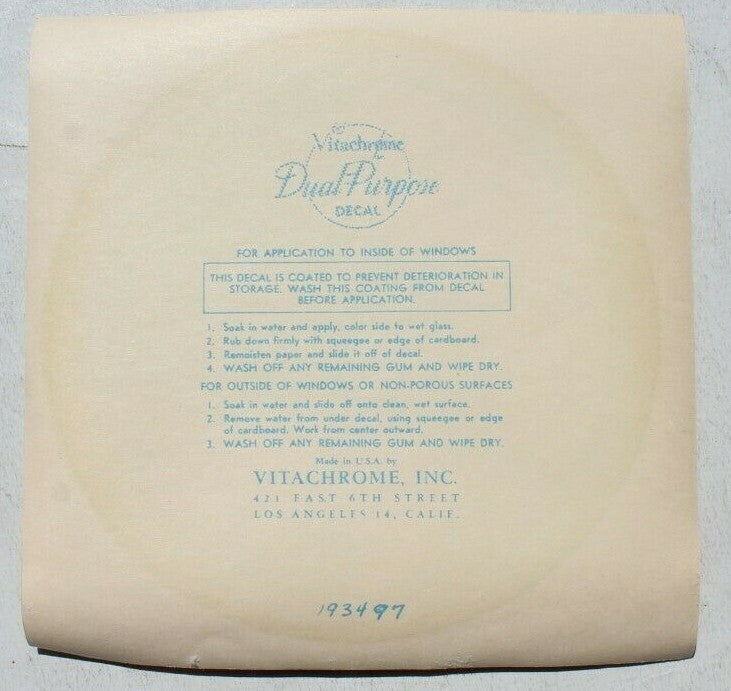 Vitachrome
Dual-Purpose
DECAL
FOR APPLICATION TO INSIDE OF WINDOWS
THIS DECAL IS COATED TO PREVENT DETERIORATION IN
STORAGE. WASH THIS COATING FROM DECAL
BEFORE APPLICATION.
1. Soak in water and apply, color side to wet glass.
2. Rub down firmly with squeegee or edge of cardboard.
3. Remoisten paper and slide it off of decal.
4. WASH OFF ANY REMAINING GUM AND WIPE DRY.
FOR OUTSIDE OF WINDOWS OR NON-POROUS SURFACES
1. Soak in water and slide off onto clean, wet surface.
2. Remove water from under decal, using squeegee or edge
of cardboard. Work from center outward.
3. WASH OFF ANY REMAINING GUM AND WIPE DRY.
Made in U.S.A. by
VITACHROME, INC.
421 EAST 6TH STREET
LOS ANGELES 14, CALIF.
193497